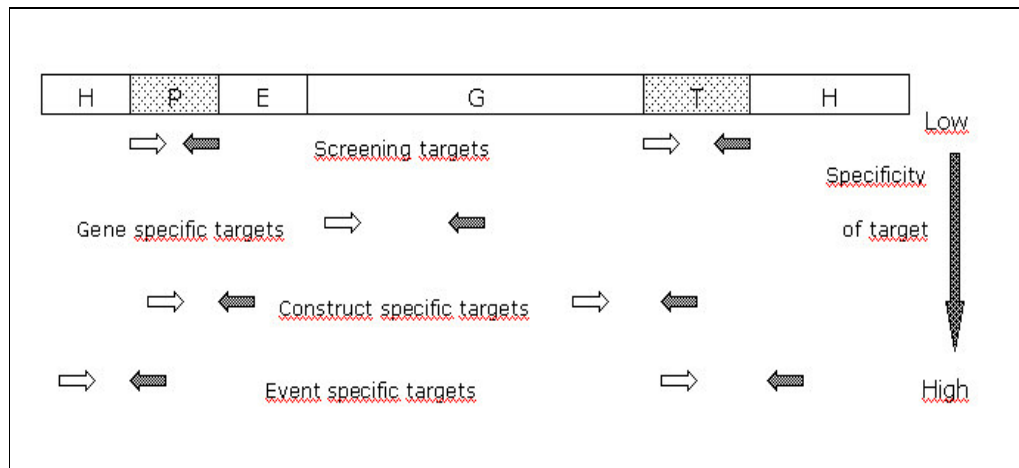 H P E G T H
Low
Screening targets
Specificity
Gene specific targets
of target
Construct specific targets
Event specific targets
High